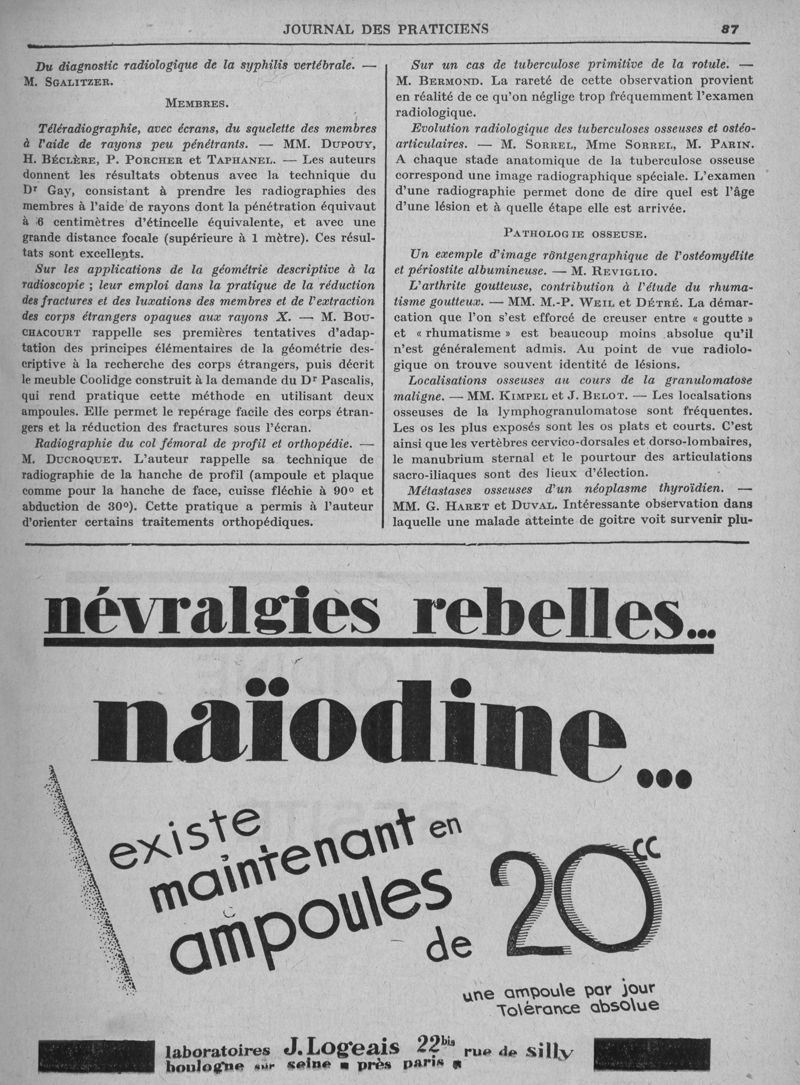 JOURNAL DES PRATICIENS 87
Du diagnostic radiologique de la syphilis vertébrale. —
M. SGALITZER.
MEMBRES.
Téléradiographie, avec écrans, du squelette des membres
à l'aide de rayons peu pénétrants. — MM. DUPOUY,
H. BÉCLÈRE, P. PORCHER et TAPHANEL. — Les auteurs
donnent les résultats obtenus avec la technique du
Dr Gay, consistant à prendre les radiographies des
membres à l'aide de rayons dont la pénétration équivaut
à 6 centimètres d'étincelle équivalente, et avec une
grande distance focale (supérieure à 1 mètre). Ces résul-
tats sont excellents.
Sur les applications de la géométrie descriptive à la
radioscopie ; leur emploi dans la pratique de la réduction
des fractures et des luxations des membres et de l'extraction
des corps étrangers opaques aux rayons X. — M. BOU-
CHACOURT rappelle ses premières tentatives d'adap-
tation des principes élémentaires de la géométrie des-
criptive à la recherche des corps étrangers, puis décrit
le meuble Coolidge construit à la demande du Dr Pascalis,
qui rend pratique cette méthode en utilisant deux
ampoules. Elle permet le repérage facile des corps étran-
gers et la réduction des fractures sous l'écran.
Radiographie du col fémoral de profil et orthopédie. —
M. DUCROQUET. L'auteur rappelle sa technique de
radiographie de la hanche de profil (ampoule et plaque
comme pour la hanche de face, cuisse fléchie à 90° et
abduction de 30°). Cette pratique a permis à l'auteur
d'orienter certains traitements orthopédiques.
Sur un cas de tuberculose primitive de la rotule. —
M. BERMOND. La rareté de cette observation provient
en réalité de ce qu'on néglige trop fréquemment l'examen
radiologique.
Evolution radiologique des tuberculoses osseuses et ostéo-
articulaires. — M. SORREL, Mme SORREL, M. PARIN.
A chaque stade anatomique de la tuberculose osseuse
correspond une image radiographique spéciale. L'examen
d'une radiographie permet donc de dire quel est l'âge
d'une lésion et à quelle étape elle est arrivée.
PATHOLOGIE OSSEUSE.
Un exemple d'image röntgengraphique de l'ostéomyélite
et périostite albumineuse. — M. REVIGLIO.
L'arthrite goutteuse, contribution à l'étude du rhuma-
tisme goutteux. — MM. M.-P. WEIL et DÉTRÉ. La démar-
cation que l'on s'est efforcé de creuser entre « goutte »
et « rhumatisme » est beaucoup moins absolue qu'il
n'est généralement admis. Au point de vue radiolo-
gique on trouve souvent identité de lésions.
Localisations osseuses au cours de la granulomatose
maligne. — MM. KIMPEL et J. BELOT. — Les localsations
osseuses de la lymphogranulomatose sont fréquentes.
Les os les plus exposés sont les os plats et courts. C'est
ainsi que les vertèbres cervico-dorsales et dorso-lombaires,
le manubrium sternal et le pourtour des articulations
sacro-iliaques sont des lieux d'élection.
Métastases osseuses d'un néoplasme thyroïdien. —
MM. G. HARET et DUVAL. Intéressante observation dans
laquelle une malade atteinte de goitre voit survenir plu-
névralgies rebelles...
naïodine...
existe
maintenant en
ampoules
de 20cc
une ampoule par jour
Tolérance absolue
laboratoires J. Logeais 22bis rue de silly
boulogne sur seine ■ près paris ■